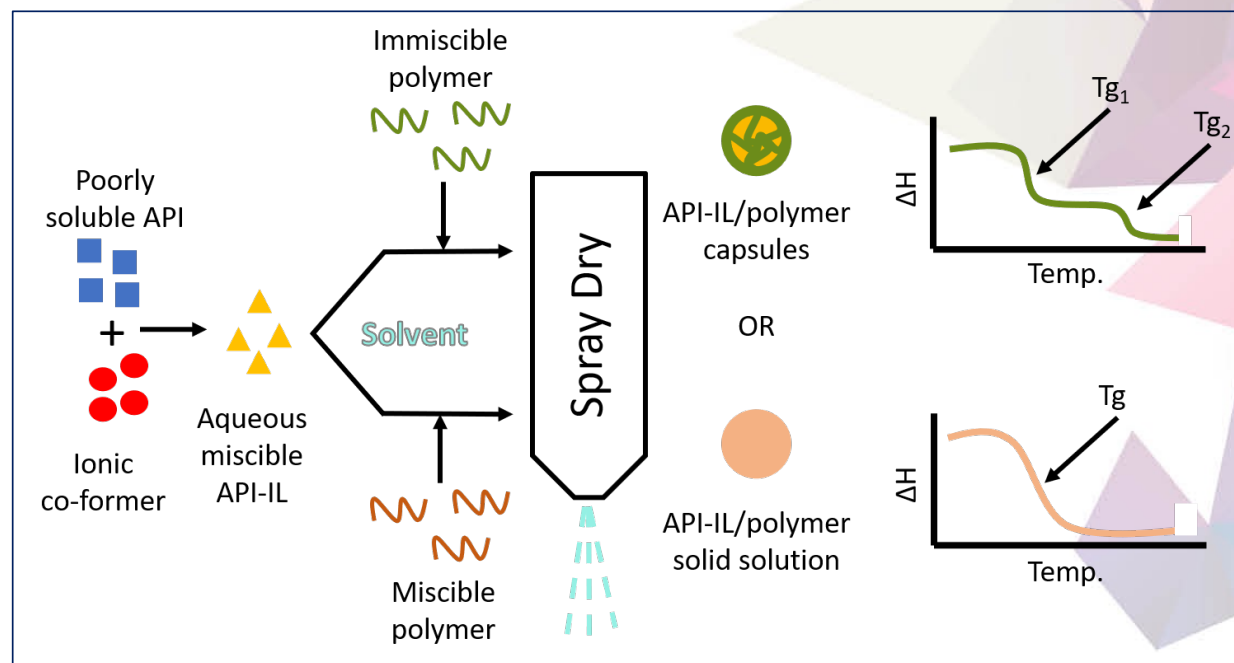 Immiscible
polymer
Poorly
soluble API
+
Ionic
co-former
Aqueous
miscible
API-IL
Solvent
Miscible
polymer
Spray Dry
API-IL/polymer
capsules
OR
API-IL/polymer
solid solution
Tg₁
Tg₂
ΔH
Temp.
Tg
ΔH
Temp.